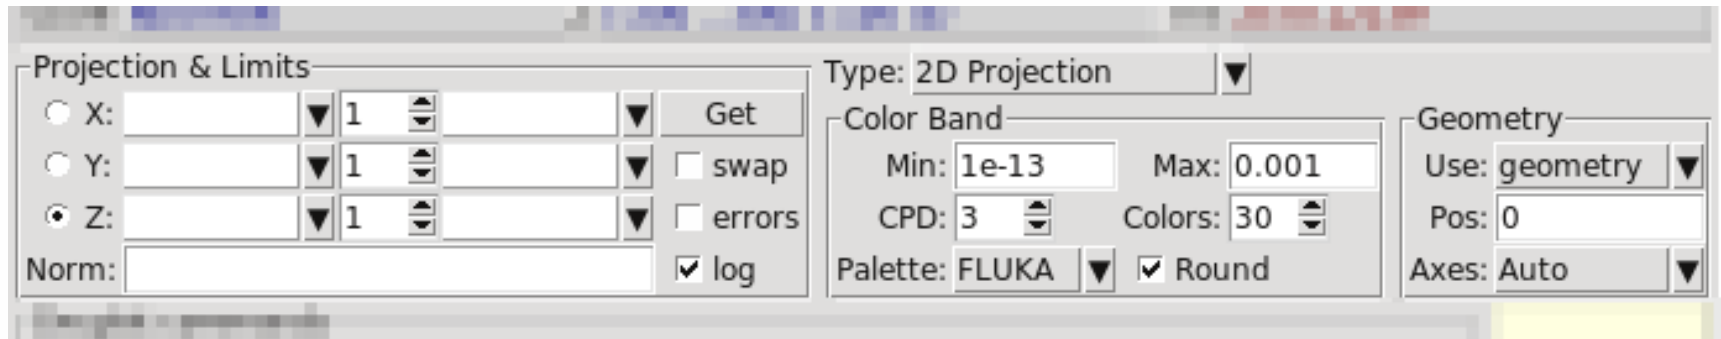 Projection & Limits
X: 1 Get
Y: 1 swap
Z: 1 errors
Norm: log
Type: 2D Projection
Color Band
Min: 1e-13 Max: 0.001
CPD: 3 Colors: 30
Palette: FLUKA Round
Geometry
Use: geometry
Pos: 0
Axes: Auto